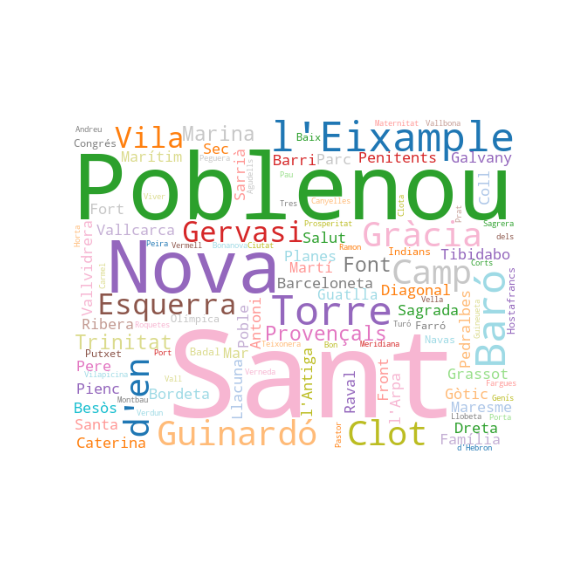 Andreu
Congrés
Vila
Marina
l'Eixample
Maternitat
Vallbona
Baix
Marítim
Peguera
Sec
Sarrià
Agudells
Barri
Parc
Penitents
Galvany
Poblenou
Pau
Coll
Viver
Tres
Canyelles
Clota
Prat
Fort
Vallcarca
Gervasi
Prosperitat
Salut
Gràcia
Sagrera
dels
Horta
Vallvidrera
Peira
Vermell
Bonanova
Ciutat
Ramon
Indians
Tibidabo
Nova
Planes
Martí
Font
Camp
Corts
Carmel
Barceloneta
Diagonal
Hostafrancs
Esquerra
Guatlla
Torre
Vella
Sagrada
Pedralbes
Guineueta
Baró
Ribera
Roquetes
Olímpica
Poble
Antoni
Provençals
Turó
Farró
Trinitat
Badal
Mar
Teixonera
Bon
Meridiana
Navas
Putxet
Port
Sant
Pere
Vilapicina
Vall
Verneda
Front
Grassot
Fargues
Pienc
d'en
Bordeta
Llacuna
l'Antiga
Raval
l'Arpa
Gòtic
Genís
Besòs
Montbau
Verdun
Maresme
Llobeta
Porta
Santa
Guinardó
Pastor
Clot
Dreta
Caterina
Família
d'Hebron